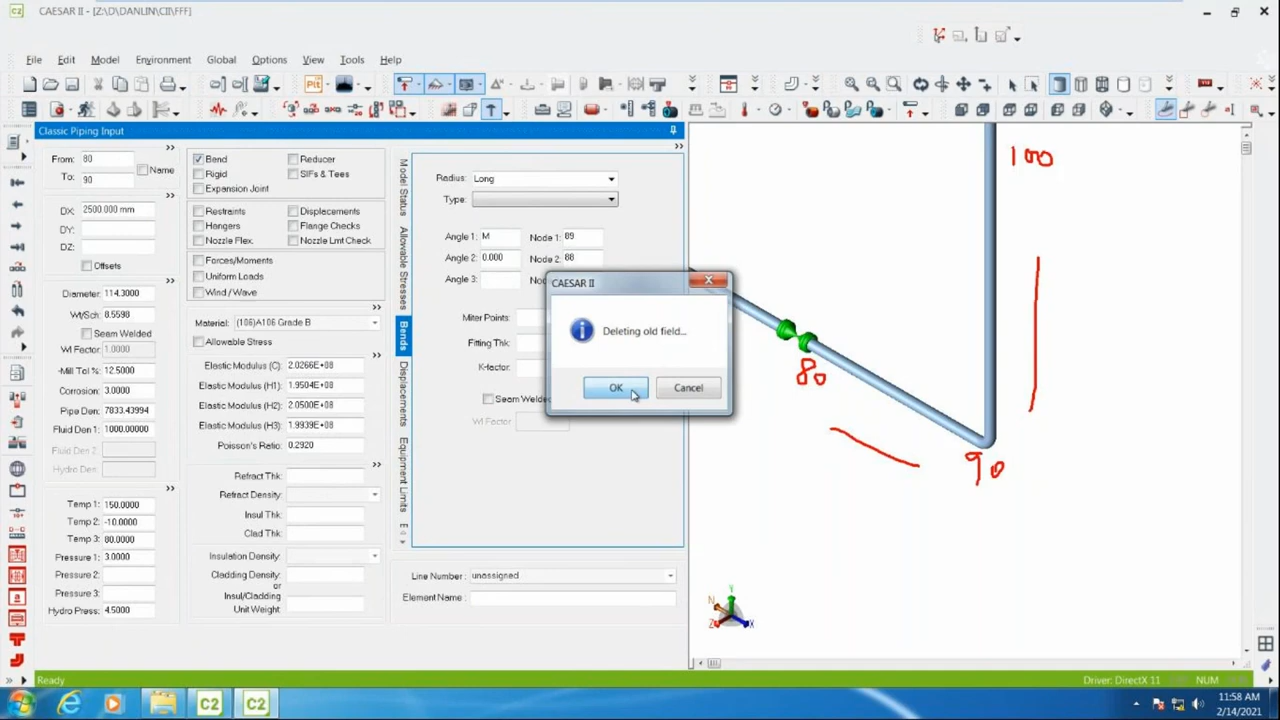 C2 CAESAR II - [Z:\D\DANLIN\CII\FFF]
File Edit Model Environment Global Options View Tools Help
Classic Piping Input
From: 80
To: 90
Name
DX: 2500.000 mm
DY:
DZ:
Offsets
Diameter: 114.3000
Wt/Sch: 8.5598
Seam Welded
WI Factor: 1.0000
-Mill Tol %: 12.5000
Corrosion: 3.0000
Pipe Den: 7833.43994
Fluid Den 1: 1000.00000
Fluid Den 2:
Hydro Den:
Temp 1: 150.0000
Temp 2: -10.0000
Temp 3: 80.0000
Pressure 1: 3.0000
Pressure 2:
Pressure 3:
Hydro Press: 4.5000
Bend Reducer
Rigid SIFs & Tees
Expansion Joint
Restraints Displacements
Hangers Flange Checks
Nozzle Flex. Nozzle Lmt Check
Forces/Moments
Uniform Loads
Wind / Wave
Material: (106)A106 Grade B
Allowable Stress
Elastic Modulus (C): 2.0266E+08
Elastic Modulus (H1): 1.9504E+08
Elastic Modulus (H2): 2.0500E+08
Elastic Modulus (H3): 1.9939E+08
Poisson's Ratio: 0.2920
Refract Thk:
Refract Density:
Insul Thk:
Clad Thk:
Insulation Density:
Cladding Density:
or
Insul/Cladding
Unit Weight:
Model Status
Allowable Stresses
Bends
Displacements
Equipment Limits
Radius: Long
Type:
Angle 1: M Node 1: 89
Angle 2: 0.000 Node 2: 88
Angle 3: Nod
Miter Points:
Fitting Thk:
K-factor:
Seam Welded
WI Factor
Line Number: unassigned
Element Name:
CAESAR II
Deleting old field...
OK Cancel
100
80
90
Y
N
Z X
Ready
Driver: DirectX 11 NUM
C2 C2
11:58 AM
2/14/2021